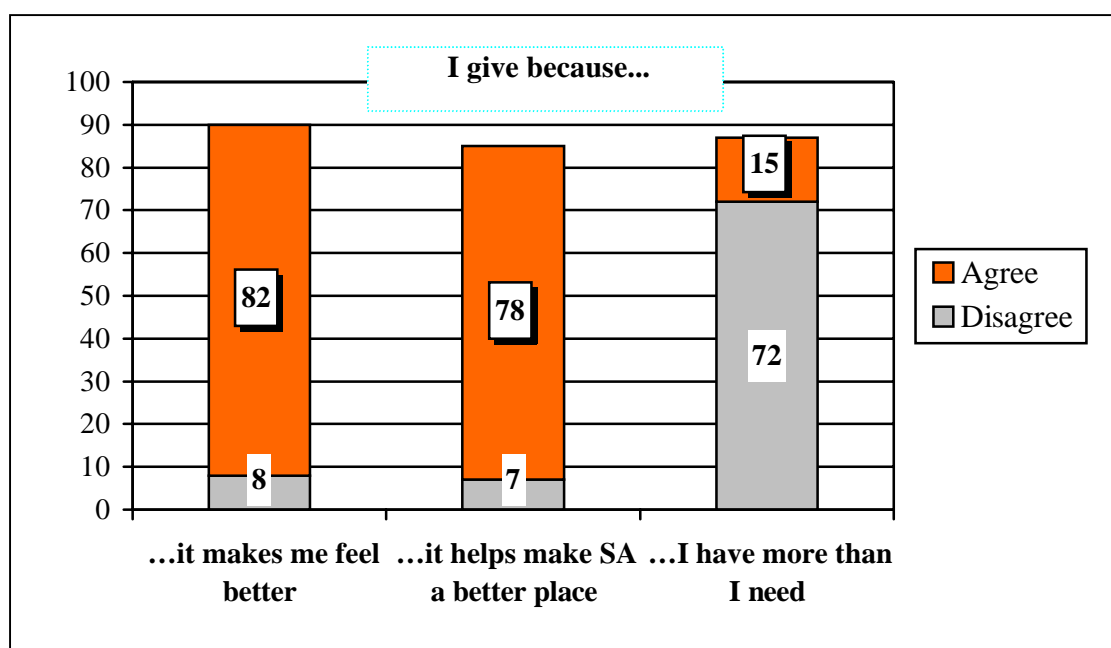 I give because...
100
90
80
70
60
50
40
30
20
10
0
82
8
78
7
15
72
Agree
Disagree
…it makes me feel
better
…it helps make SA
a better place
…I have more than
I need